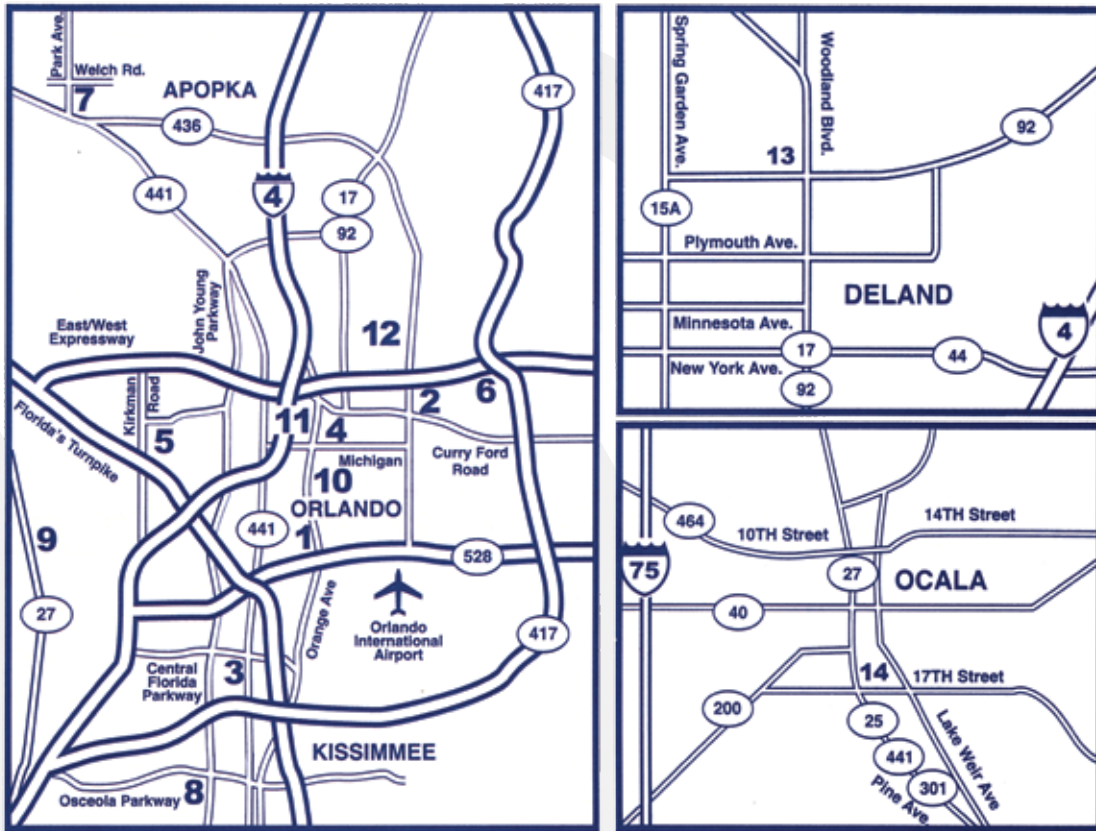 Park Ave.
Welch Rd.
7
APOPKA
436
417
441
4
17
92
John Young
Parkway
East/West
Expressway
12
Kirkman
Road
Florida's Turnpike
11
2
6
5
4
Michigan
Curry Ford
Road
10
ORLANDO
9
441
1
528
27
Orange Ave
Orlando
International
Airport
417
Central
Florida
Parkway
3
KISSIMMEE
Osceola Parkway
8
Spring Garden Ave.
Woodland Blvd.
92
13
15A
Plymouth Ave.
DELAND
4
Minnesota Ave.
17
44
New York Ave.
92
464
14TH Street
10TH Street
75
27
OCALA
40
14
17TH Street
200
25
441
Lake Weir Ave
301
Pine Ave.